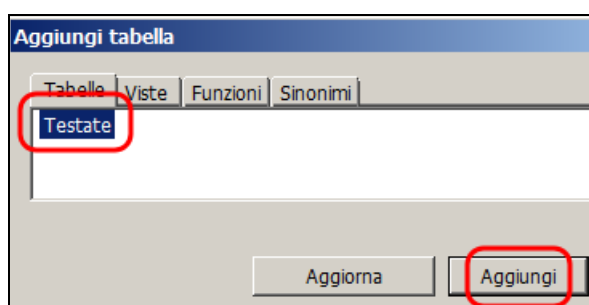 Aggiungi tabella
Tabelle Viste Funzioni Sinonimi
Testate
Aggiorna Aggiungi